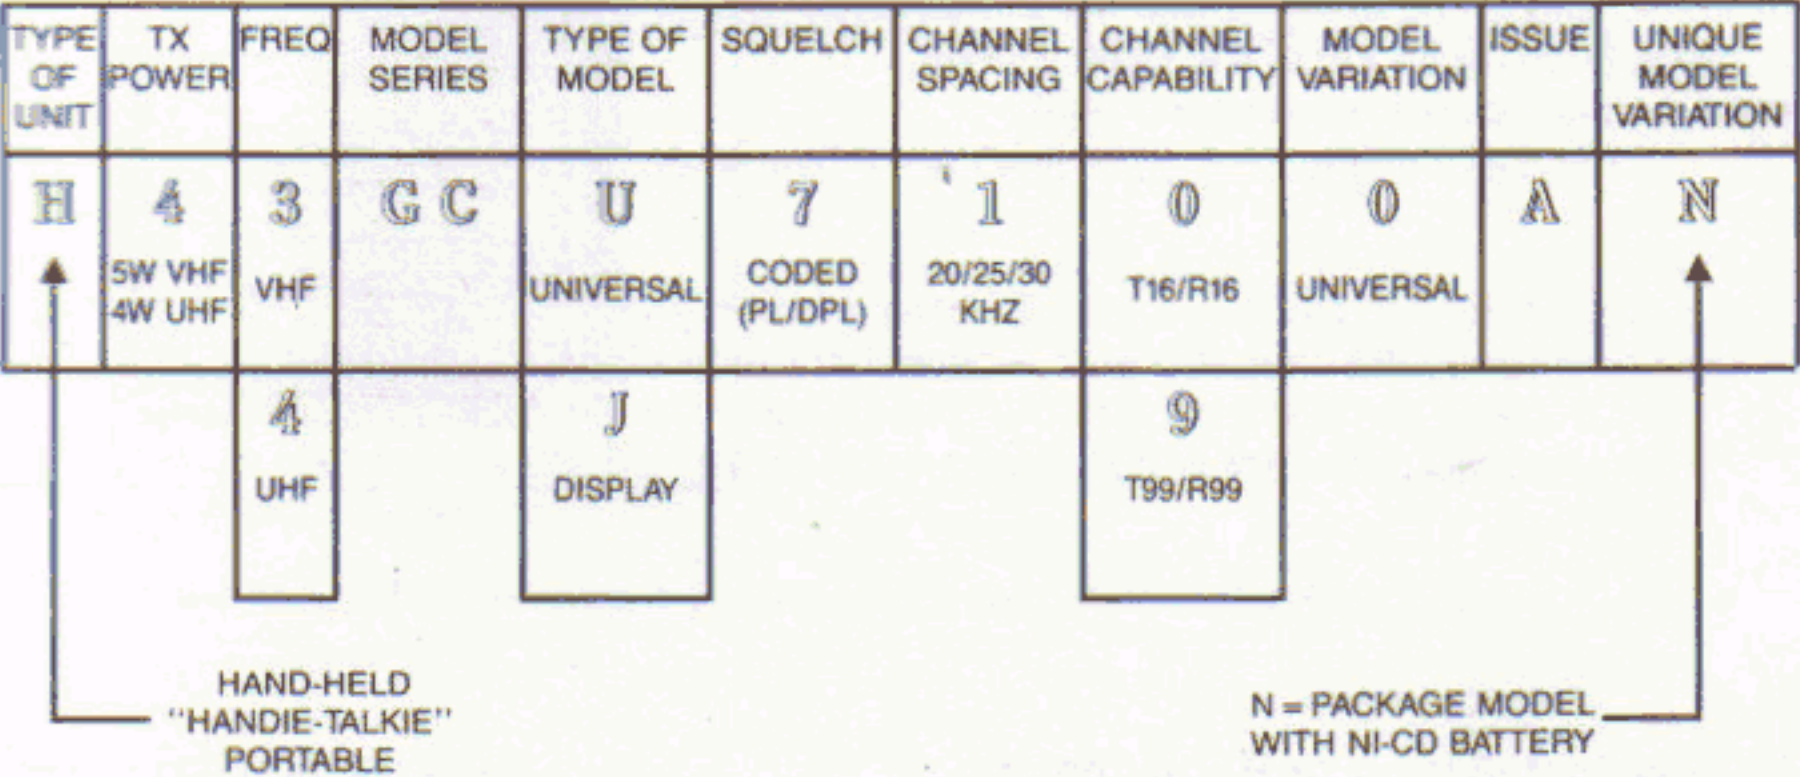 TYPE OF UNIT
TX POWER
FREQ
MODEL SERIES
TYPE OF MODEL
SQUELCH
CHANNEL SPACING
CHANNEL CAPABILITY
MODEL VARIATION
ISSUE
UNIQUE MODEL VARIATION
H 4 3 G C U 7 1 0 0 A N
5W VHF
4W UHF
VHF
UNIVERSAL
CODED
(PL/DPL)
20/25/30
KHZ
T16/R16
UNIVERSAL
4 J 9
UHF DISPLAY T99/R99
HAND-HELD
"HANDIE-TALKIE"
PORTABLE
N = PACKAGE MODEL
WITH NI-CD BATTERY